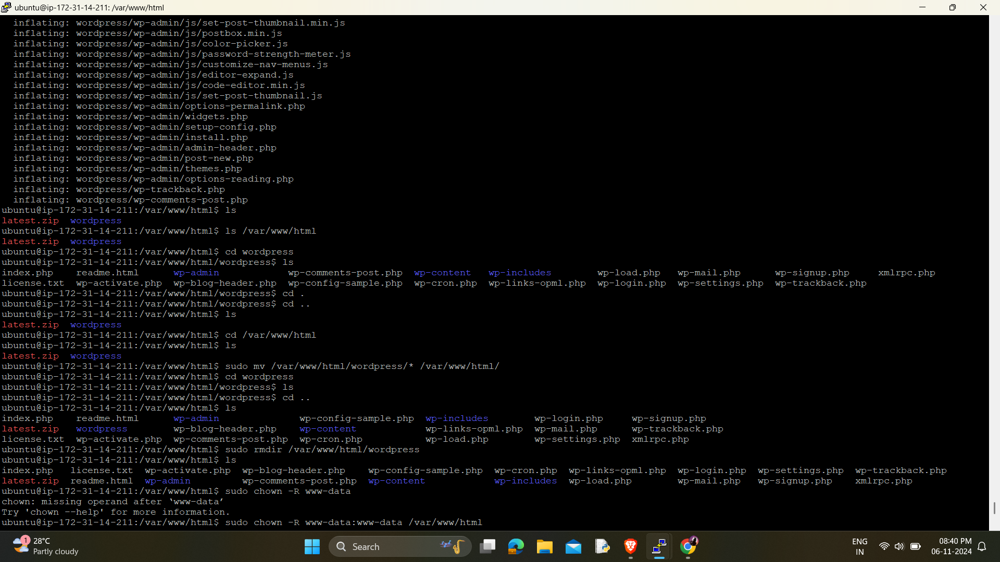 ubuntu@ip-172-31-14-211: /var/www/html
inflating: wordpress/wp-admin/js/set-post-thumbnail.min.js
inflating: wordpress/wp-admin/js/postbox.min.js
inflating: wordpress/wp-admin/js/color-picker.js
inflating: wordpress/wp-admin/js/password-strength-meter.js
inflating: wordpress/wp-admin/js/customize-nav-menus.js
inflating: wordpress/wp-admin/js/editor-expand.js
inflating: wordpress/wp-admin/js/code-editor.min.js
inflating: wordpress/wp-admin/js/set-post-thumbnail.js
inflating: wordpress/wp-admin/options-permalink.php
inflating: wordpress/wp-admin/widgets.php
inflating: wordpress/wp-admin/setup-config.php
inflating: wordpress/wp-admin/install.php
inflating: wordpress/wp-admin/admin-header.php
inflating: wordpress/wp-admin/post-new.php
inflating: wordpress/wp-admin/themes.php
inflating: wordpress/wp-admin/options-reading.php
inflating: wordpress/wp-trackback.php
inflating: wordpress/wp-comments-post.php
ubuntu@ip-172-31-14-211:/var/www/html$ ls
latest.zip  wordpress
ubuntu@ip-172-31-14-211:/var/www/html$ ls /var/www/html
latest.zip  wordpress
ubuntu@ip-172-31-14-211:/var/www/html$ cd wordpress
ubuntu@ip-172-31-14-211:/var/www/html/wordpress$ ls
index.php    readme.html      wp-admin            wp-comments-post.php  wp-content   wp-includes        wp-load.php   wp-mail.php      wp-signup.php     xmlrpc.php
license.txt  wp-activate.php  wp-blog-header.php  wp-config-sample.php  wp-cron.php  wp-links-opml.php  wp-login.php  wp-settings.php  wp-trackback.php
ubuntu@ip-172-31-14-211:/var/www/html/wordpress$ cd .
ubuntu@ip-172-31-14-211:/var/www/html/wordpress$ cd ..
ubuntu@ip-172-31-14-211:/var/www/html$ ls
latest.zip  wordpress
ubuntu@ip-172-31-14-211:/var/www/html$ cd /var/www/html
ubuntu@ip-172-31-14-211:/var/www/html$ ls
latest.zip  wordpress
ubuntu@ip-172-31-14-211:/var/www/html$ sudo mv /var/www/html/wordpress/* /var/www/html/
ubuntu@ip-172-31-14-211:/var/www/html$ cd wordpress
ubuntu@ip-172-31-14-211:/var/www/html/wordpress$ ls
ubuntu@ip-172-31-14-211:/var/www/html/wordpress$ cd ..
ubuntu@ip-172-31-14-211:/var/www/html$ ls
index.php    readme.html      wp-admin              wp-config-sample.php  wp-includes        wp-login.php     wp-signup.php
latest.zip   wordpress        wp-blog-header.php    wp-content            wp-links-opml.php  wp-mail.php      wp-trackback.php
license.txt  wp-activate.php  wp-comments-post.php  wp-cron.php           wp-load.php        wp-settings.php  xmlrpc.php
ubuntu@ip-172-31-14-211:/var/www/html$ sudo rmdir /var/www/html/wordpress
ubuntu@ip-172-31-14-211:/var/www/html$ ls
index.php   license.txt  wp-activate.php  wp-blog-header.php    wp-config-sample.php  wp-cron.php  wp-links-opml.php  wp-login.php  wp-settings.php  wp-trackback.php
latest.zip  readme.html  wp-admin         wp-comments-post.php  wp-content            wp-includes  wp-load.php        wp-mail.php   wp-signup.php    xmlrpc.php
ubuntu@ip-172-31-14-211:/var/www/html$ sudo chown -R www-data
chown: missing operand after ‘www-data’
Try 'chown --help' for more information.
ubuntu@ip-172-31-14-211:/var/www/html$ sudo chown -R www-data:www-data /var/www/html
1
28°C
Partly cloudy
Search
ENG
IN
08:40 PM
06-11-2024